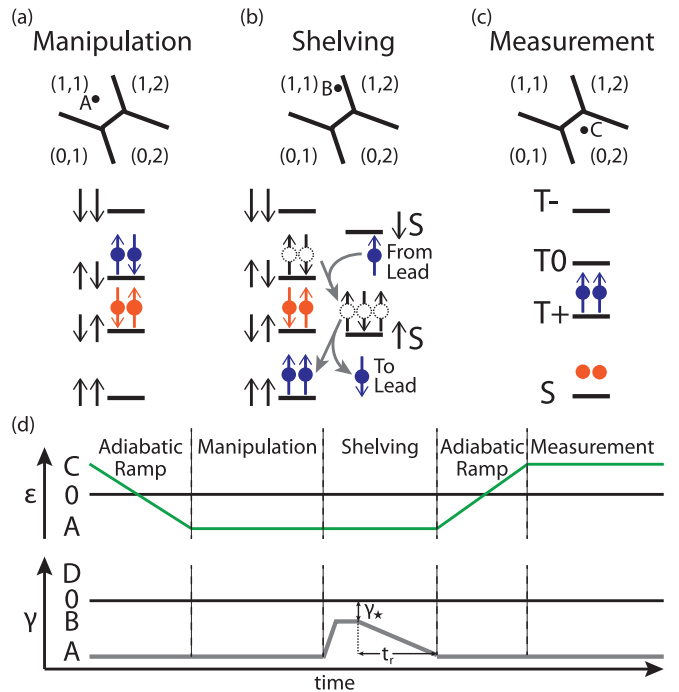 (a)
Manipulation
(1,1) (1,2)
A
(0,1) (0,2)
↓↓
↑↓
↓↑
↑↑
(b)
Shelving
(1,1) (1,2)
B
(0,1) (0,2)
↓↓
↓S
↑↓
From
Lead
↓↑
↑S
↑↑
To
Lead
(c)
Measurement
(1,1) (1,2)
C
(0,1) (0,2)
T-
T0
T+
S
(d)
Adiabatic
Ramp
Manipulation
Shelving
Adiabatic
Ramp
Measurement
ε
C
0
A
γ
D
0
B
A
γ⋆
tr
time